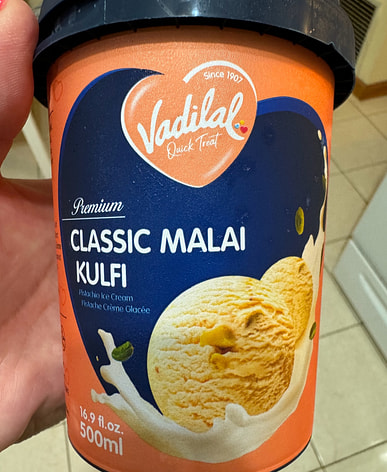 Since 1907
Vadilal
Quick Treat
Premium
CLASSIC MALAI
KULFI
Pistachio Ice Cream
Pistache Crème Glacée
16.9 fl.oz.
500ml